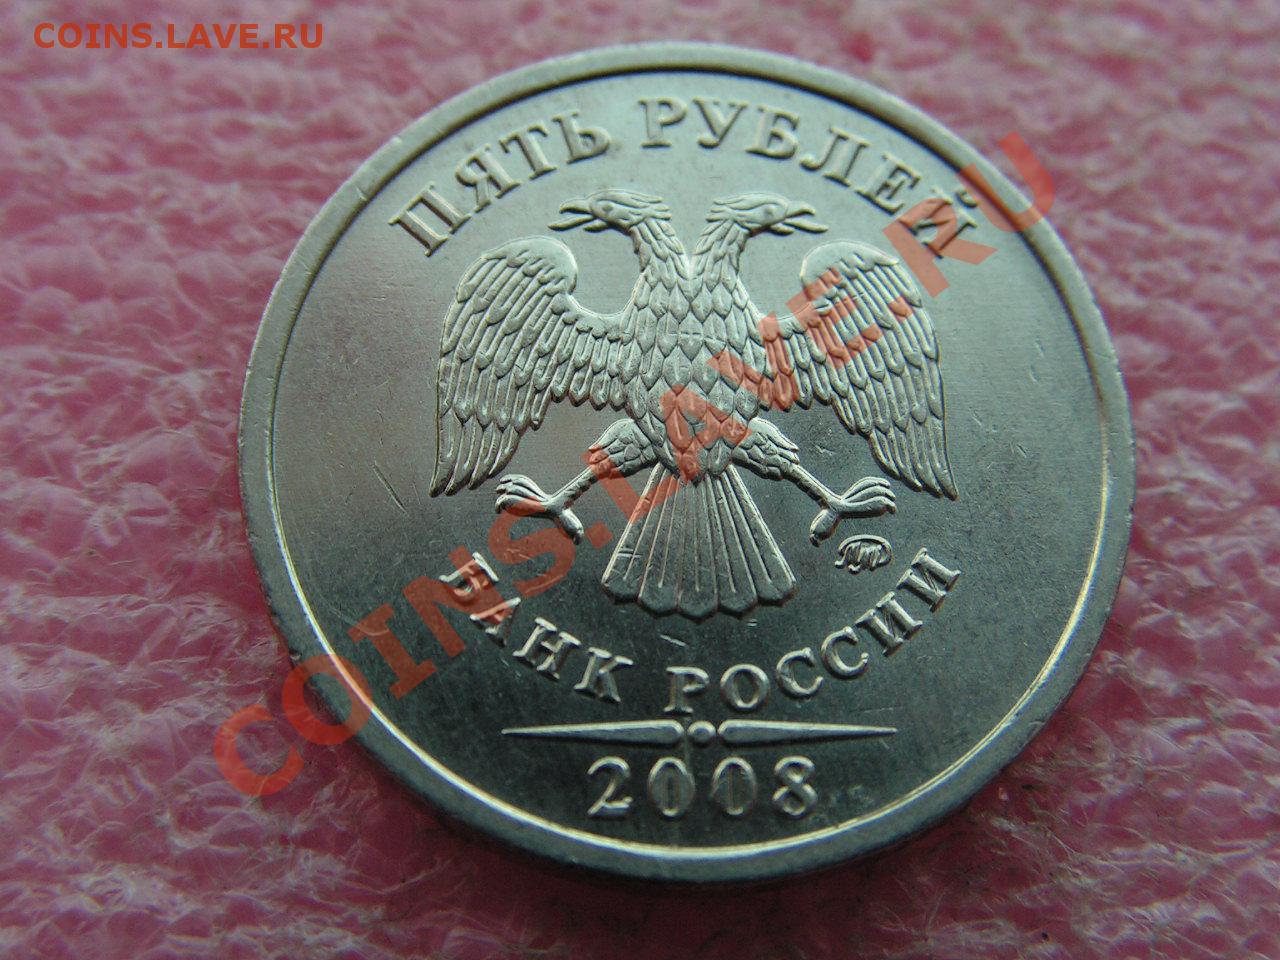 COINS.LAVE.RU
ПЯТЬ РУБЛЕЙ
COINS.LAVE.RU
ММД
БАНК РОССИИ
2008